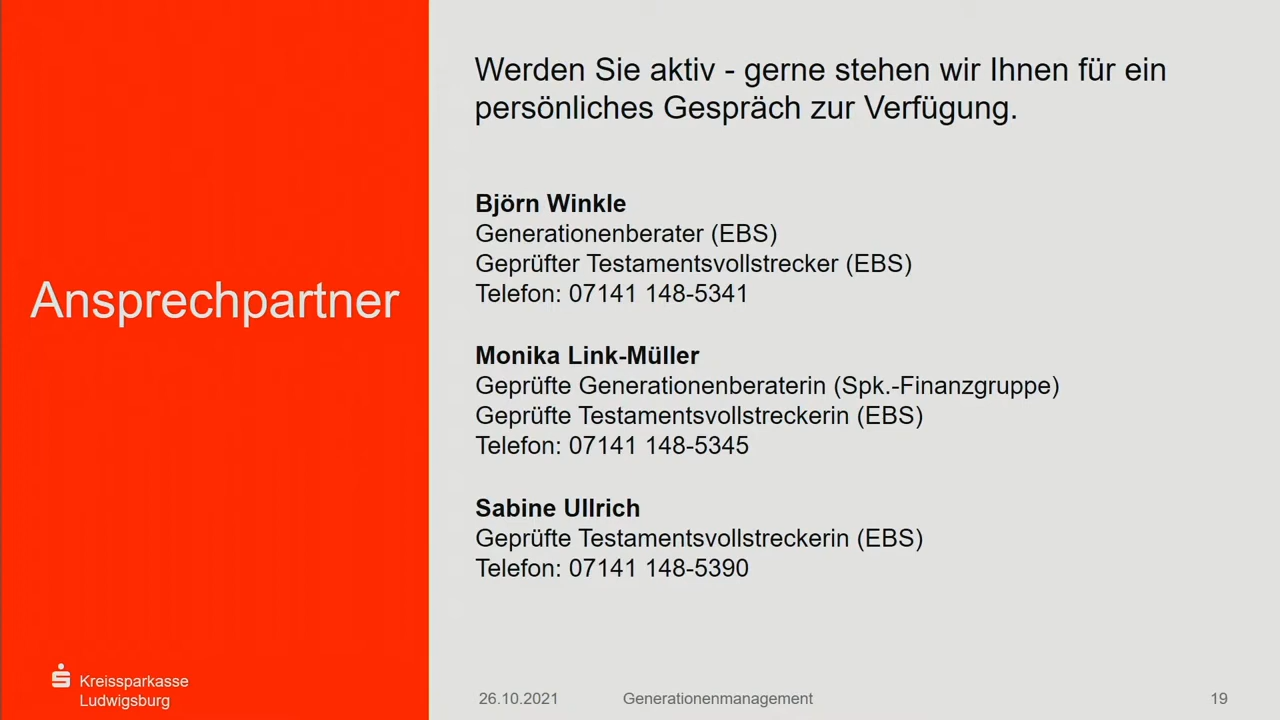 Ansprechpartner
Werden Sie aktiv - gerne stehen wir Ihnen für ein
persönliches Gespräch zur Verfügung.
Björn Winkle
Generationenberater (EBS)
Geprüfter Testamentsvollstrecker (EBS)
Telefon: 07141 148-5341
Monika Link-Müller
Geprüfte Generationenberaterin (Spk.-Finanzgruppe)
Geprüfte Testamentsvollstreckerin (EBS)
Telefon: 07141 148-5345
Sabine Ullrich
Geprüfte Testamentsvollstreckerin (EBS)
Telefon: 07141 148-5390
Kreissparkasse
Ludwigsburg
26.10.2021 Generationenmanagement 19